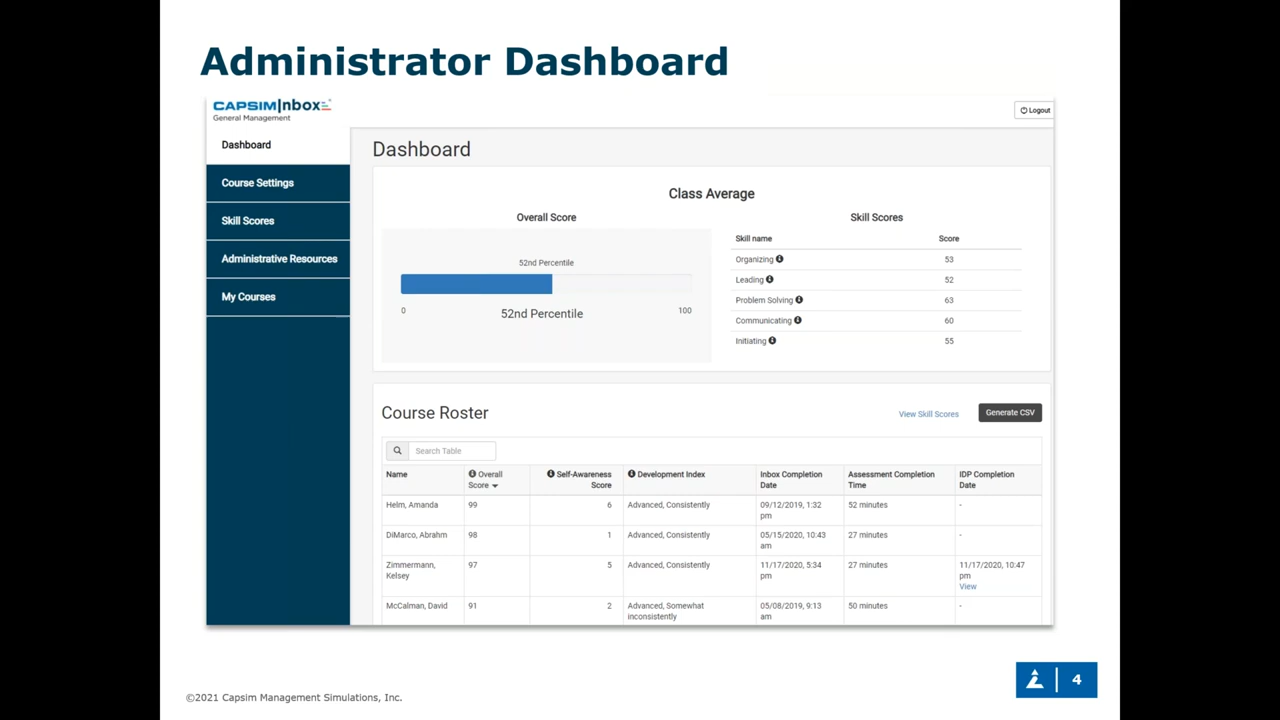 Administrator Dashboard
CAPSIMInbox
General Management
Logout
Dashboard
Course Settings
Skill Scores
Administrative Resources
My Courses
Dashboard
Class Average
Overall Score
52nd Percentile
0 52nd Percentile 100
Skill Scores
Skill name Score
Organizing 53
Leading 52
Problem Solving 63
Communicating 60
Initiating 55
Course Roster
View Skill Scores
Generate CSV
Search Table
Name Overall Score Self-Awareness Score Development Index Inbox Completion Date Assessment Completion Time IDP Completion Date
Helm, Amanda 99 6 Advanced, Consistently 09/12/2019, 1:32 pm 52 minutes -
DiMarco, Abrahm 98 1 Advanced, Consistently 05/15/2020, 10:43 am 27 minutes -
Zimmermann, Kelsey 97 5 Advanced, Consistently 11/17/2020, 5:34 pm 27 minutes 11/17/2020, 10:47 pm View
McCalman, David 91 2 Advanced, Somewhat inconsistently 05/08/2019, 9:13 am 50 minutes -
©2021 Capsim Management Simulations, Inc.
4